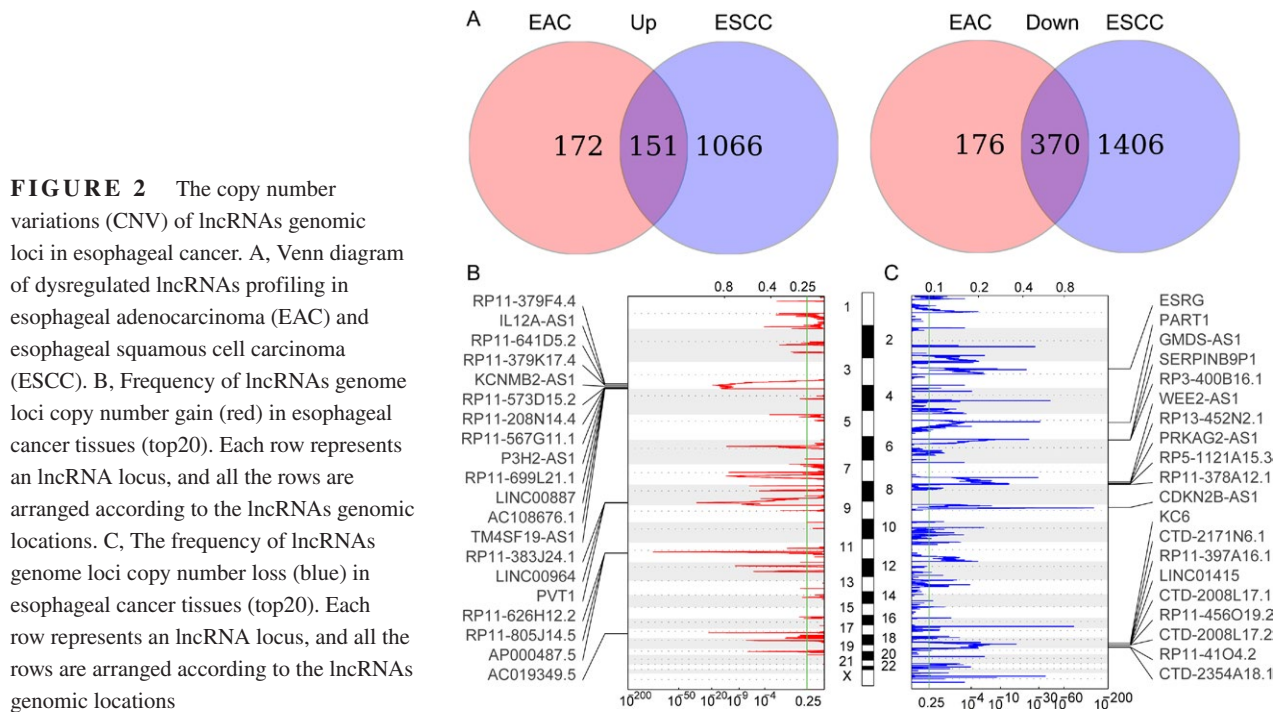 FIGURE 2 The copy number
variations (CNV) of lncRNAs genomic
loci in esophageal cancer. A, Venn diagram
of dysregulated lncRNAs profiling in
esophageal adenocarcinoma (EAC) and
esophageal squamous cell carcinoma
(ESCC). B, Frequency of lncRNAs genome
loci copy number gain (red) in esophageal
cancer tissues (top20). Each row represents
an lncRNA locus, and all the rows are
arranged according to the lncRNAs genomic
locations. C, The frequency of lncRNAs
genome loci copy number loss (blue) in
esophageal cancer tissues (top20). Each
row represents an lncRNA locus, and all the
rows are arranged according to the lncRNAs
genomic locations
A
EAC Up ESCC
172 151 1066
EAC Down ESCC
176 370 1406
B
0.8 0.4 0.25
RP11-379F4.4
IL12A-AS1
RP11-641D5.2
RP11-379K17.4
KCNMB2-AS1
RP11-573D15.2
RP11-208N14.4
RP11-567G11.1
P3H2-AS1
RP11-699L21.1
LINC00887
AC108676.1
TM4SF19-AS1
RP11-383J24.1
LINC00964
PVT1
RP11-626H12.2
RP11-805J14.5
AP000487.5
AC019349.5
10-200 10-50 10-20 10-9 10-4 0.25
1
2
3
4
5
6
7
8
9
10
11
12
13
14
15
16
17
18
19
20
21
22
X
C
0.1 0.2 0.4 0.8
ESRG
PART1
GMDS-AS1
SERPINB9P1
RP3-400B16.1
WEE2-AS1
RP13-452N2.1
PRKAG2-AS1
RP5-1121A15.3
RP11-378A12.1
CDKN2B-AS1
KC6
CTD-2171N6.1
RP11-397A16.1
LINC01415
CTD-2008L17.1
RP11-456O19.2
CTD-2008L17.2
RP11-41O4.2
CTD-2354A18.1
0.25 10-4 10-10 10-30 10-60 10-200